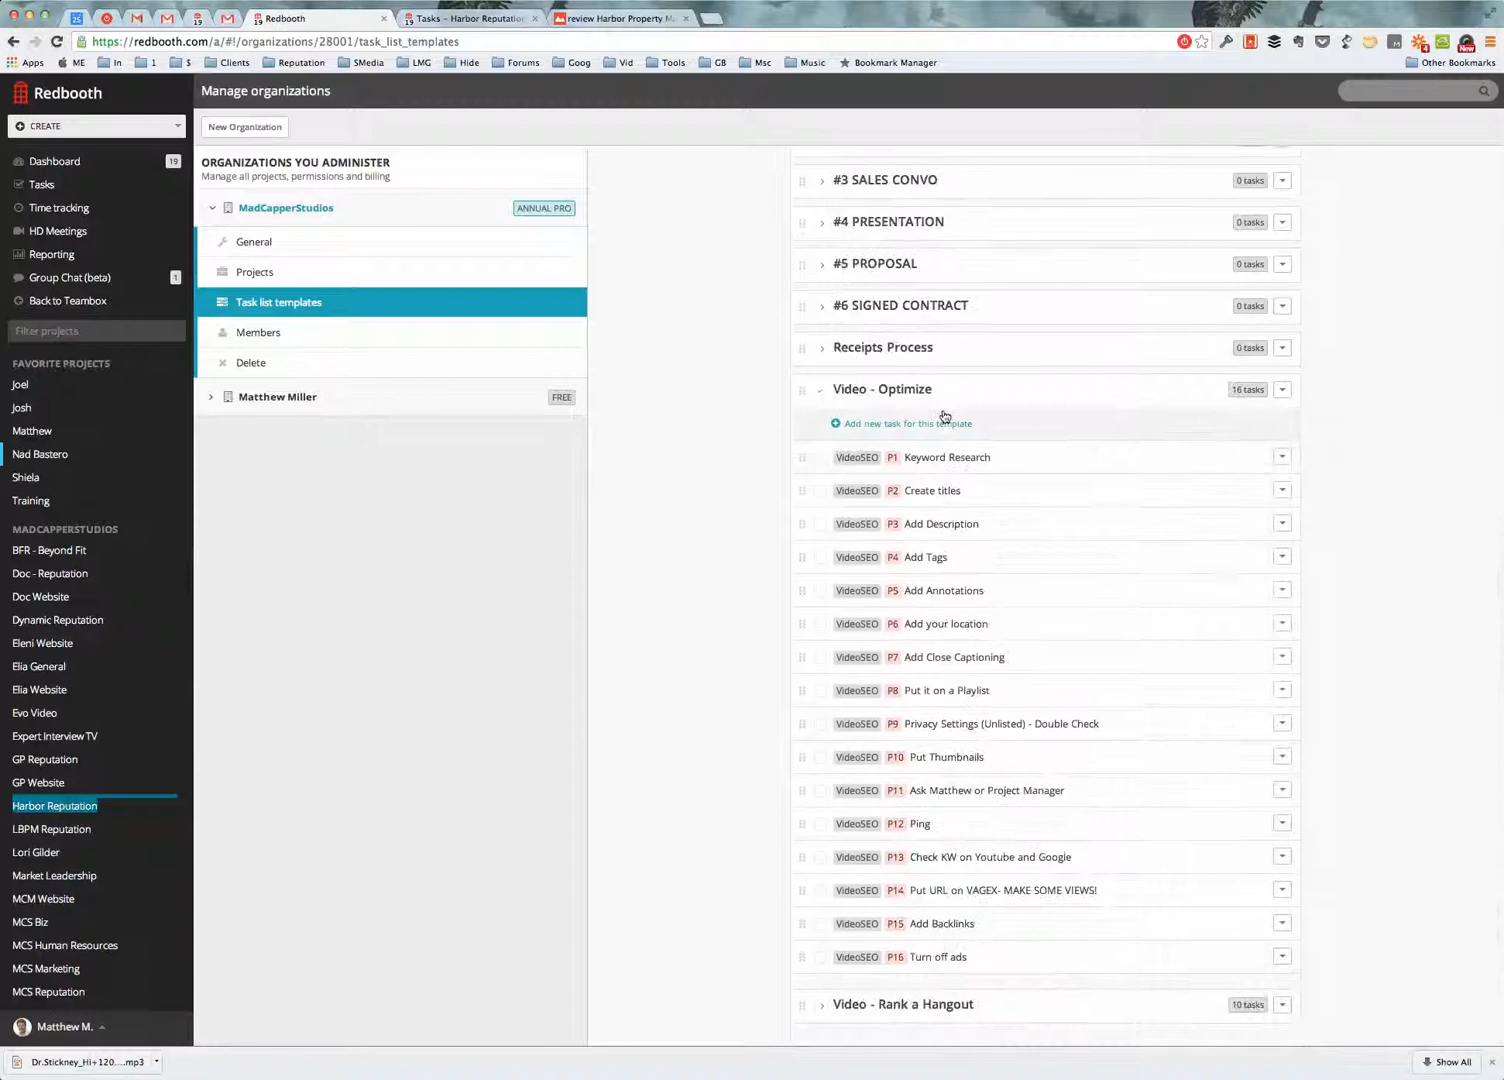 25
19
19 Redbooth ×
19 Tasks – Harbor Reputation ×
review Harbor Property M ×
https://redbooth.com/a/#!/organizations/28001/task_list_templates
4
New
Apps
ME
In
1
$
Clients
Reputation
SMedia
LMG
Hide
Forums
Goog
Vid
Tools
GB
Msc
Music
Bookmark Manager
Other Bookmarks
Redbooth
CREATE
Dashboard 19
Tasks
Time tracking
HD Meetings
Reporting
Group Chat (beta) 1
Back to Teambox
Filter projects
FAVORITE PROJECTS
Joel
Josh
Matthew
Nad Bastero
Shiela
Training
MADCAPPERSTUDIOS
BFR - Beyond Fit
Doc - Reputation
Doc Website
Dynamic Reputation
Eleni Website
Elia General
Elia Website
Evo Video
Expert Interview TV
GP Reputation
GP Website
Harbor Reputation
LBPM Reputation
Lori Gilder
Market Leadership
MCM Website
MCS Biz
MCS Human Resources
MCS Marketing
MCS Reputation
Matthew M.
Manage organizations
New Organization
ORGANIZATIONS YOU ADMINISTER
Manage all projects, permissions and billing
MadCapperStudios ANNUAL PRO
General
Projects
Task list templates
Members
Delete
Matthew Miller FREE
#3 SALES CONVO 0 tasks
#4 PRESENTATION 0 tasks
#5 PROPOSAL 0 tasks
#6 SIGNED CONTRACT 0 tasks
Receipts Process 0 tasks
Video - Optimize 16 tasks
Add new task for this template
VideoSEO P1 Keyword Research
VideoSEO P2 Create titles
VideoSEO P3 Add Description
VideoSEO P4 Add Tags
VideoSEO P5 Add Annotations
VideoSEO P6 Add your location
VideoSEO P7 Add Close Captioning
VideoSEO P8 Put it on a Playlist
VideoSEO P9 Privacy Settings (Unlisted) - Double Check
VideoSEO P10 Put Thumbnails
VideoSEO P11 Ask Matthew or Project Manager
VideoSEO P12 Ping
VideoSEO P13 Check KW on Youtube and Google
VideoSEO P14 Put URL on VAGEX- MAKE SOME VIEWS!
VideoSEO P15 Add Backlinks
VideoSEO P16 Turn off ads
Video - Rank a Hangout 10 tasks
Dr.Stickney_Hi+120....mp3
Show All